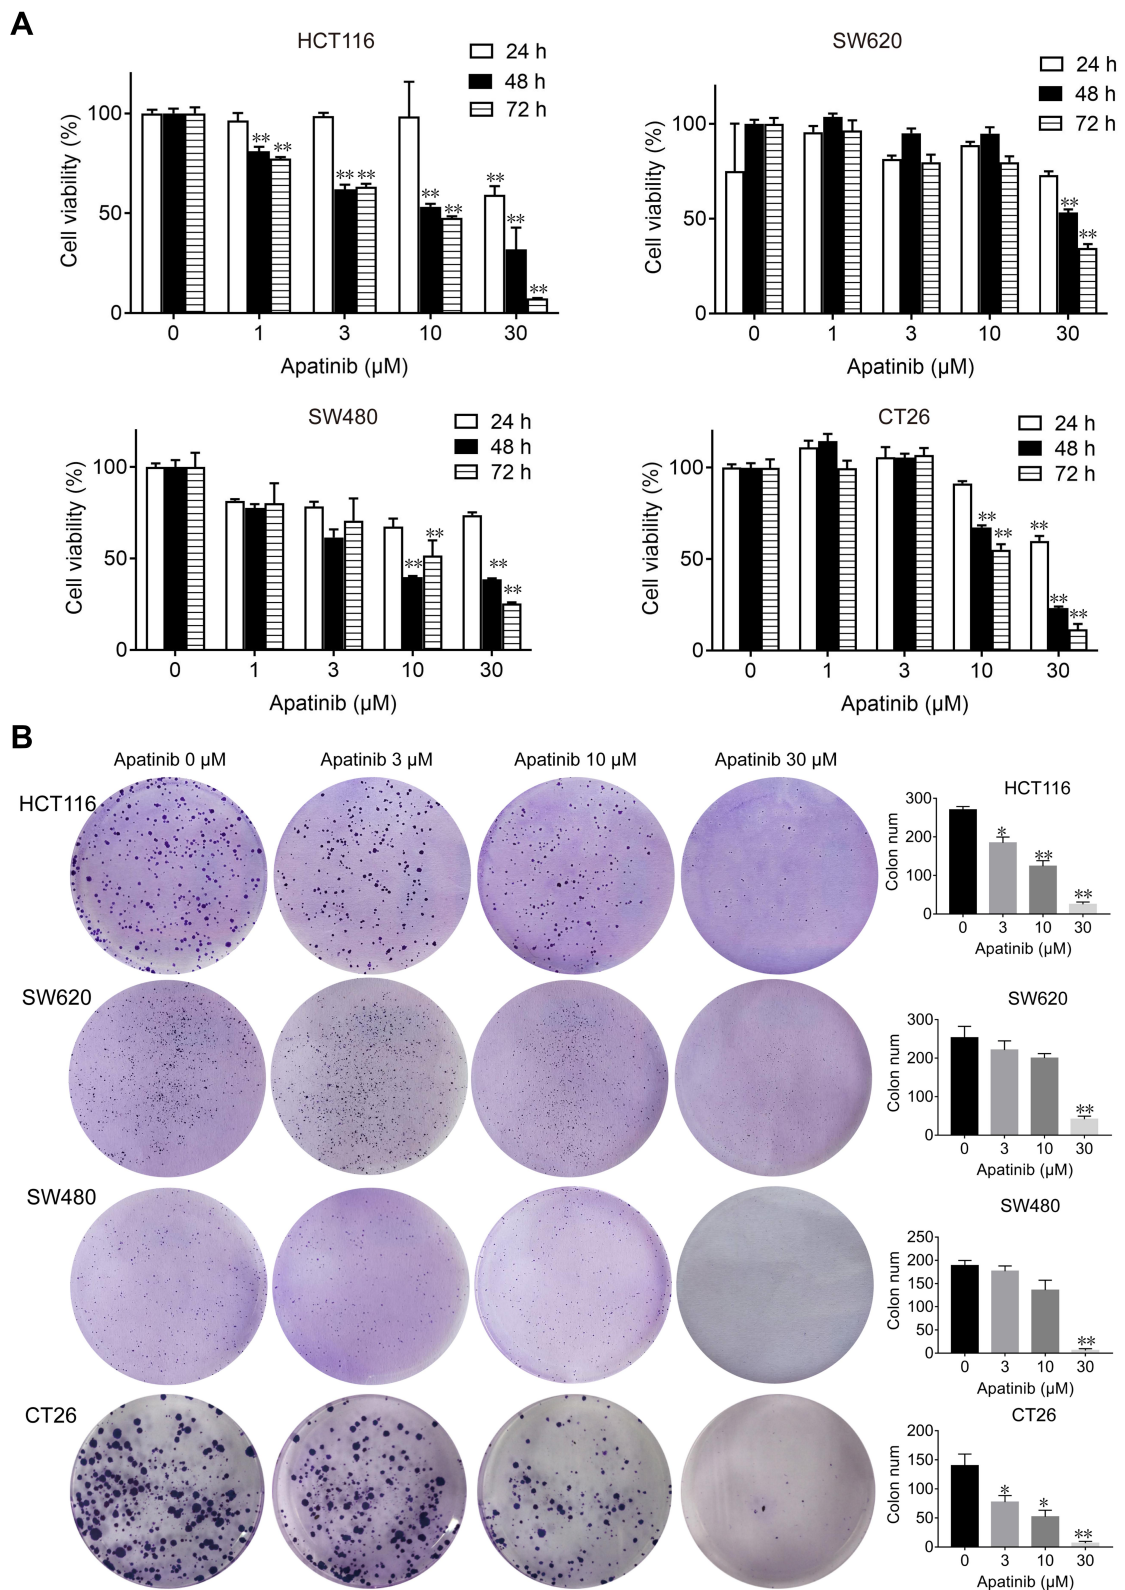 A
HCT116
24 h
48 h
72 h
Cell viability (%)
100
50
0
** **
** **
** **
** ** **
0 1 3 10 30
Apatinib (µM)
SW620
24 h
48 h
72 h
Cell viability (%)
100
50
0
** **
0 1 3 10 30
Apatinib (µM)
SW480
24 h
48 h
72 h
Cell viability (%)
100
50
0
** **
** **
0 1 3 10 30
Apatinib (µM)
CT26
24 h
48 h
72 h
Cell viability (%)
100
50
0
** **
** ** **
0 1 3 10 30
Apatinib (µM)
B
Apatinib 0 µM Apatinib 3 µM Apatinib 10 µM Apatinib 30 µM
HCT116
HCT116
Colon num
300
200
100
0
* ** **
0 3 10 30
Apatinib (µM)
SW620
SW620
Colon num
300
200
100
0
**
0 3 10 30
Apatinib (µM)
SW480
SW480
Colon num
250
200
150
100
50
0
**
0 3 10 30
Apatinib (µM)
CT26
CT26
Colon num
200
150
100
50
0
* * **
0 3 10 30
Apatinib (µM)